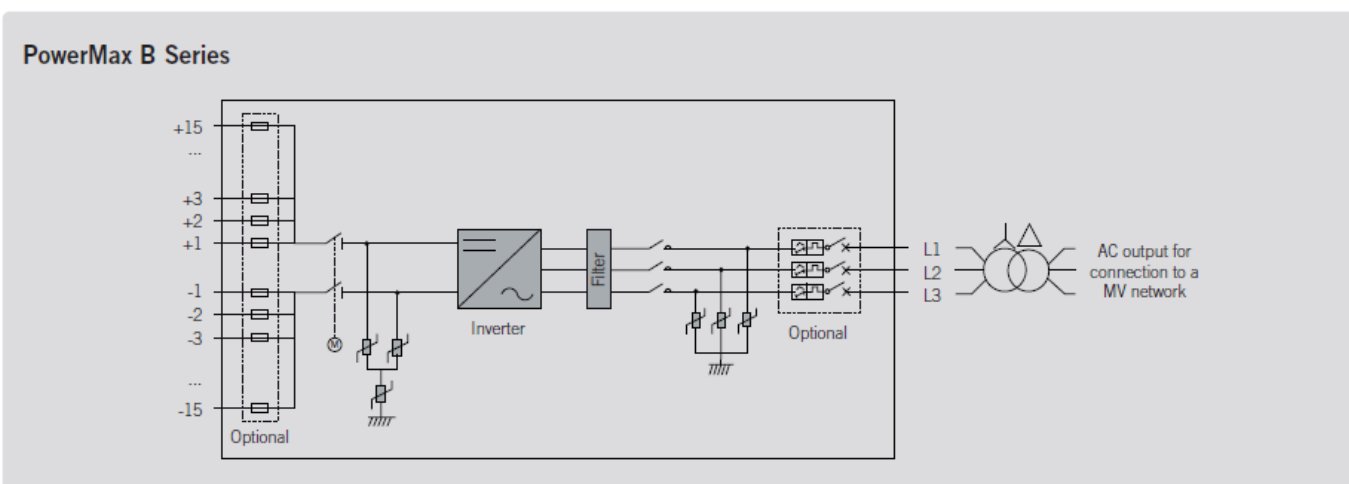 PowerMax B Series
+15
...
+3
+2
+1
-1
-2
-3
...
-15
Optional
M
Inverter
Filter
Optional
L1
L2
L3
AC output for
connection to a
MV network